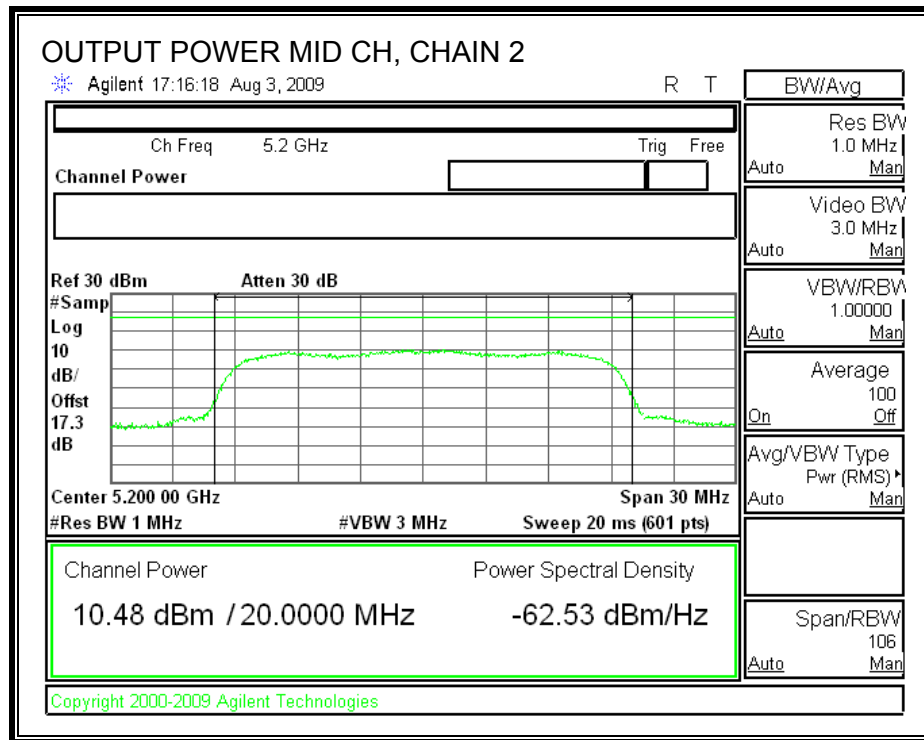 OUTPUT POWER MID CH, CHAIN 2
Agilent 17:16:18 Aug 3, 2009 R T
Ch Freq 5.2 GHz Trig Free
Channel Power
Ref 30 dBm Atten 30 dB
#Samp
Log
10
dB/
Offst
17.3
dB
Center 5.200 00 GHz Span 30 MHz
#Res BW 1 MHz #VBW 3 MHz Sweep 20 ms (601 pts)
Channel Power Power Spectral Density
10.48 dBm / 20.0000 MHz -62.53 dBm/Hz
Copyright 2000-2009 Agilent Technologies
BW/Avg
Res BW
1.0 MHz
Auto Man
Video BW
3.0 MHz
Auto Man
VBW/RBW
1.00000
Auto Man
Average
100
On Off
Avg/VBW Type
Pwr (RMS)
Auto Man
Span/RBW
106
Auto Man